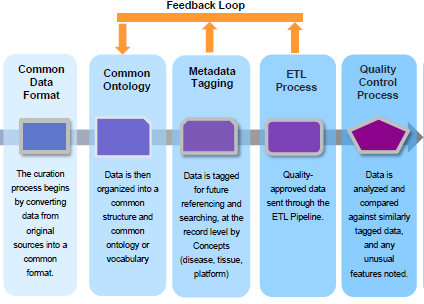 Feedback Loop
Common
Data
Format
The curation
process begins
by converting
data from
original
sources into a
common
format.
Common
Ontology
Data is then
organized into a
common
structure and
common
ontology or
vocabulary
Metadata
Tagging
Data is tagged
for future
referencing and
searching, at the
record level by
Concepts
(disease, tissue,
platform)
ETL
Process
Quality-
approved data
sent through the
ETL Pipeline.
Quality
Control
Process
Data is
analyzed and
compared
against similarly
tagged data,
and any
unusual
features noted.